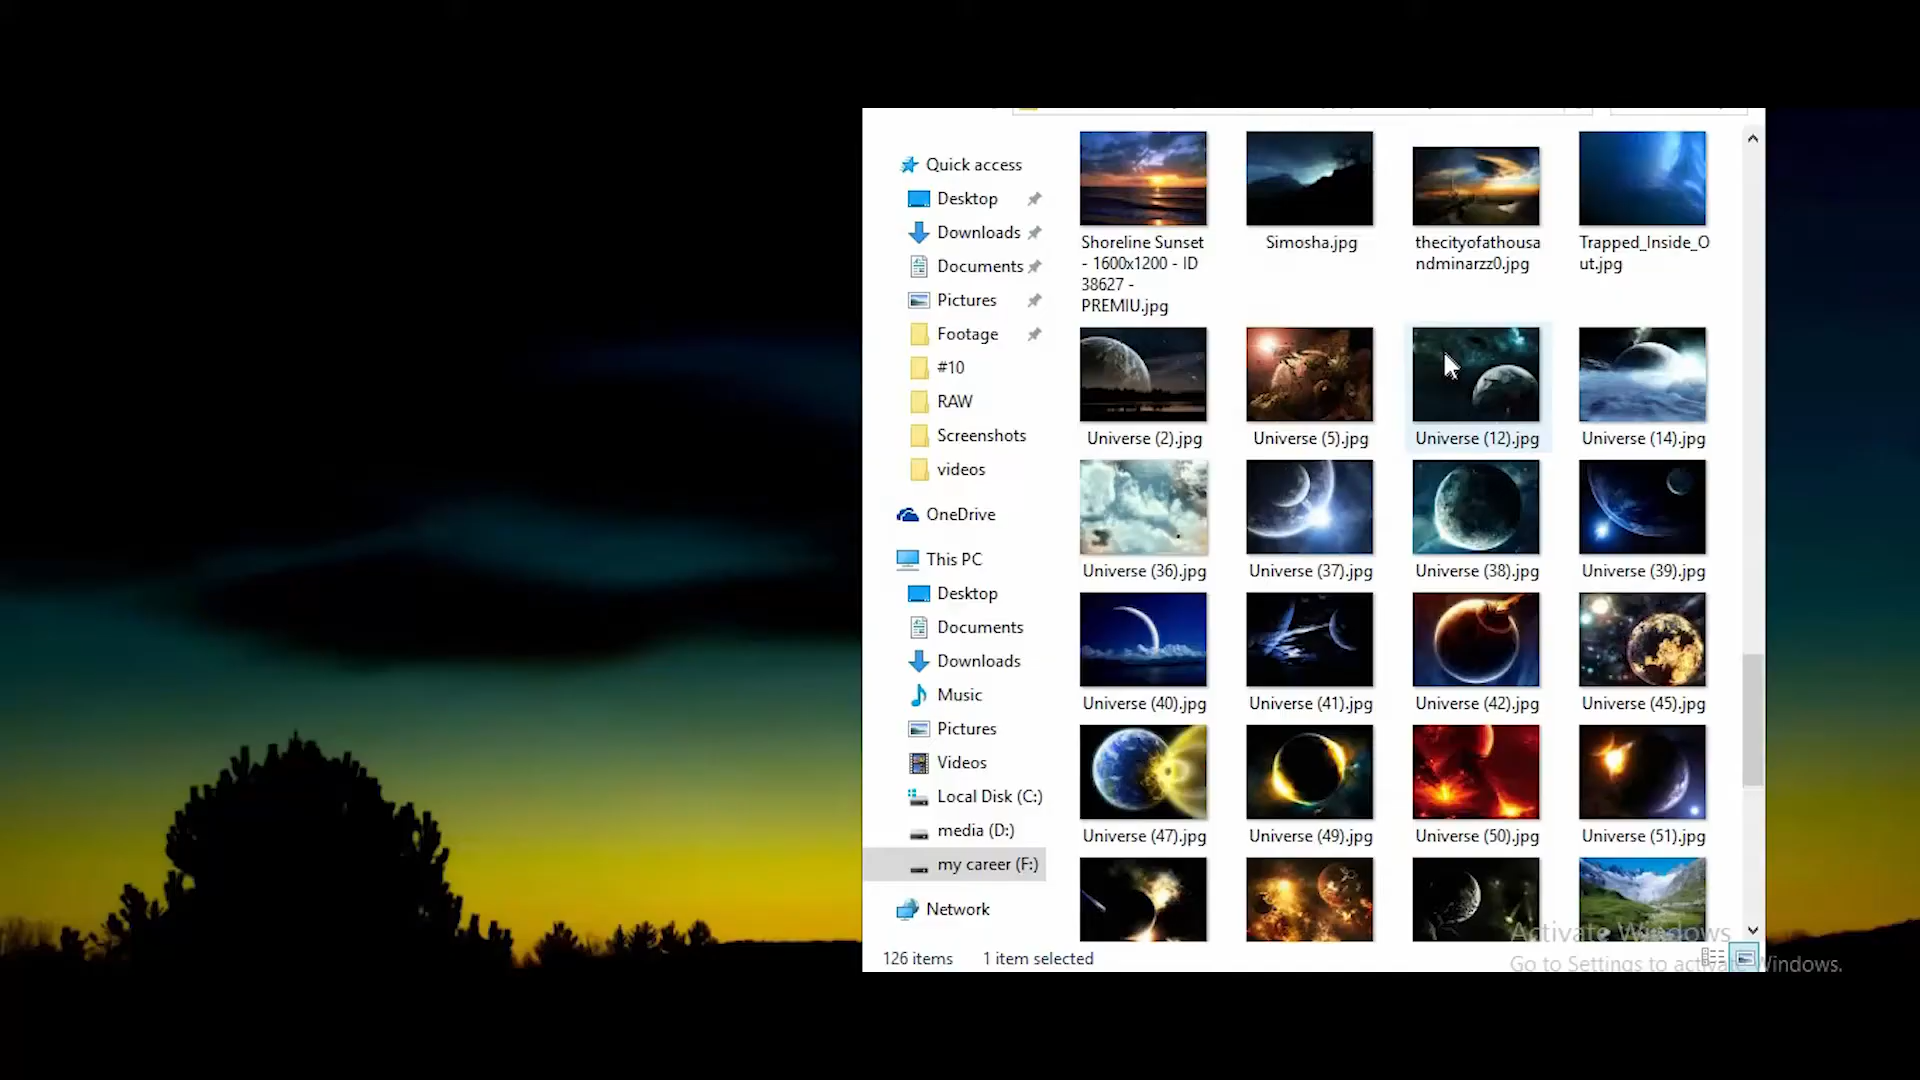 Quick access
Desktop
Downloads
Documents
Pictures
Footage
#10
RAW
Screenshots
videos
OneDrive
This PC
Desktop
Documents
Downloads
Music
Pictures
Videos
Local Disk (C:)
media (D:)
my career (F:)
Network
Shoreline Sunset
- 1600x1200 - ID
38627 -
PREMIU.jpg
Simosha.jpg
thecityofathousa
ndminarzz0.jpg
Trapped_Inside_O
ut.jpg
Universe (2).jpg
Universe (5).jpg
Universe (12).jpg
Universe (14).jpg
Universe (36).jpg
Universe (37).jpg
Universe (38).jpg
Universe (39).jpg
Universe (40).jpg
Universe (41).jpg
Universe (42).jpg
Universe (45).jpg
Universe (47).jpg
Universe (49).jpg
Universe (50).jpg
Universe (51).jpg
126 items
1 item selected
Activate Windows
Go to Settings to activate Windows.